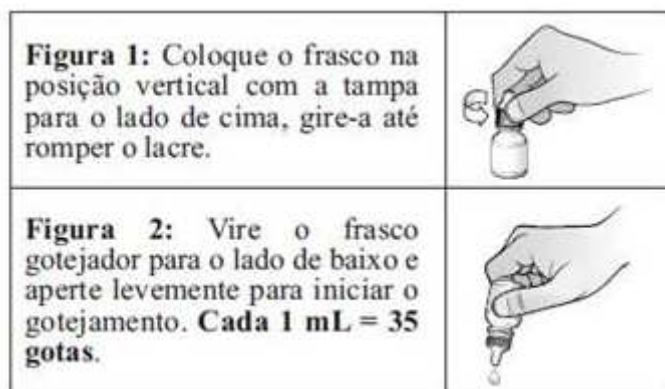 Figura 1: Coloque o frasco na
posição vertical com a tampa
para o lado de cima, gire-a até
romper o lacre.
Figura 2: Vire o frasco
gotejador para o lado de baixo e
aperte levemente para iniciar o
gotejamento. Cada 1 mL = 35
gotas.